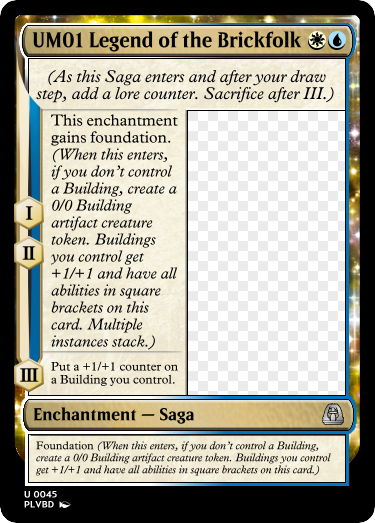 UM01 Legend of the Brickfolk
(As this Saga enters and after your draw
step, add a lore counter. Sacrifice after III.)
This enchantment
gains foundation.
(When this enters,
if you don't control
a Building, create a
0/0 Building
artifact creature
token. Buildings
you control get
+1/+1 and have all
abilities in square
brackets on this
card. Multiple
instances stack.)
I
II
III
Put a +1/+1 counter on
a Building you control.
Enchantment — Saga
Foundation (When this enters, if you don't control a Building,
create a 0/0 Building artifact creature token. Buildings you control
get +1/+1 and have all abilities in square brackets on this card.)
U 0045
PLVBD